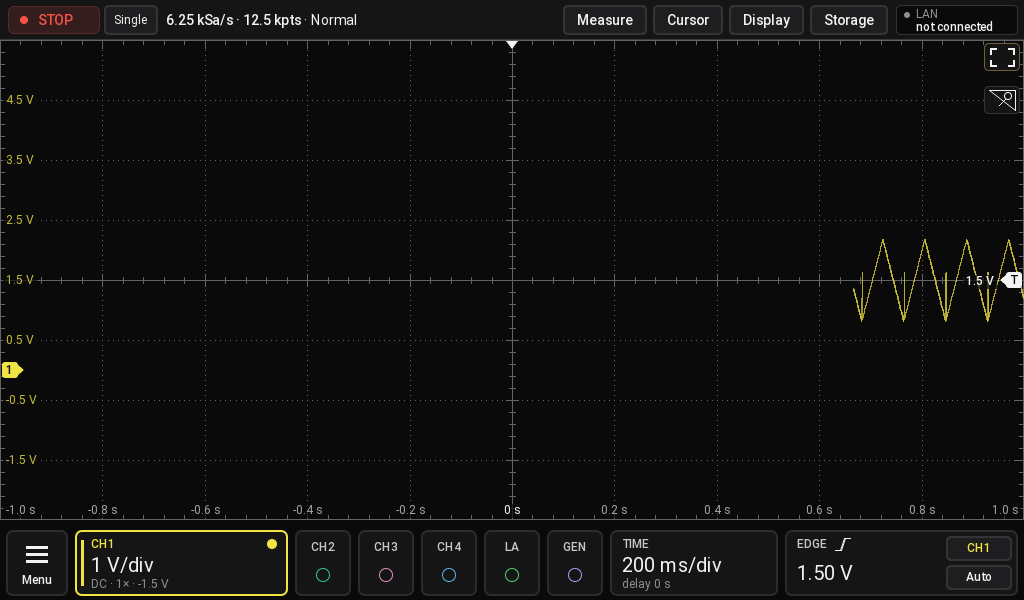 STOP
Single
6.25 kSa/s · 12.5 kpts · Normal
Measure
Cursor
Display
Storage
LAN
not connected
4.5 V
3.5 V
2.5 V
1.5 V
1.5 V
T
0.5 V
1
-0.5 V
-1.5 V
-1.0 s
-0.8 s
-0.6 s
-0.4 s
-0.2 s
0 s
0.2 s
0.4 s
0.6 s
0.8 s
1.0 s
Menu
CH1
1 V/div
DC · 1× · -1.5 V
CH2
CH3
CH4
LA
GEN
TIME
200 ms/div
delay 0 s
EDGE
1.50 V
CH1
Auto